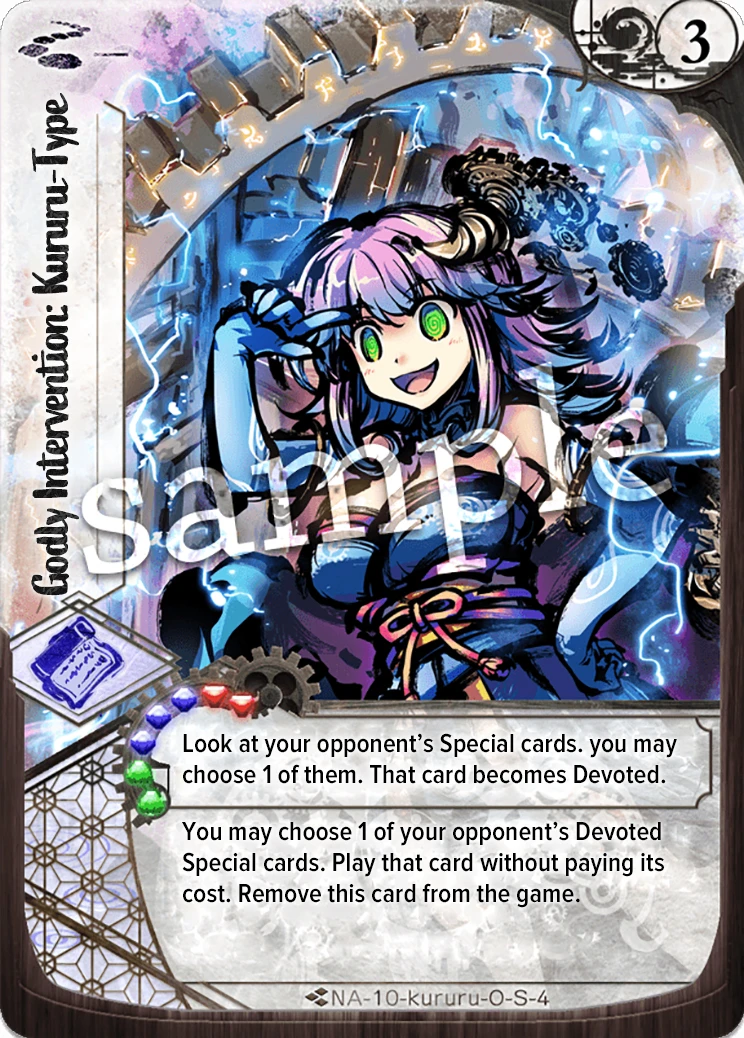 3
Godly Intervention: Kururu-Type
sample
Look at your opponent's Special cards. you may
choose 1 of them. That card becomes Devoted.
You may choose 1 of your opponent's Devoted
Special cards. Play that card without paying its
cost. Remove this card from the game.
NA-10-kururu-O-S-4